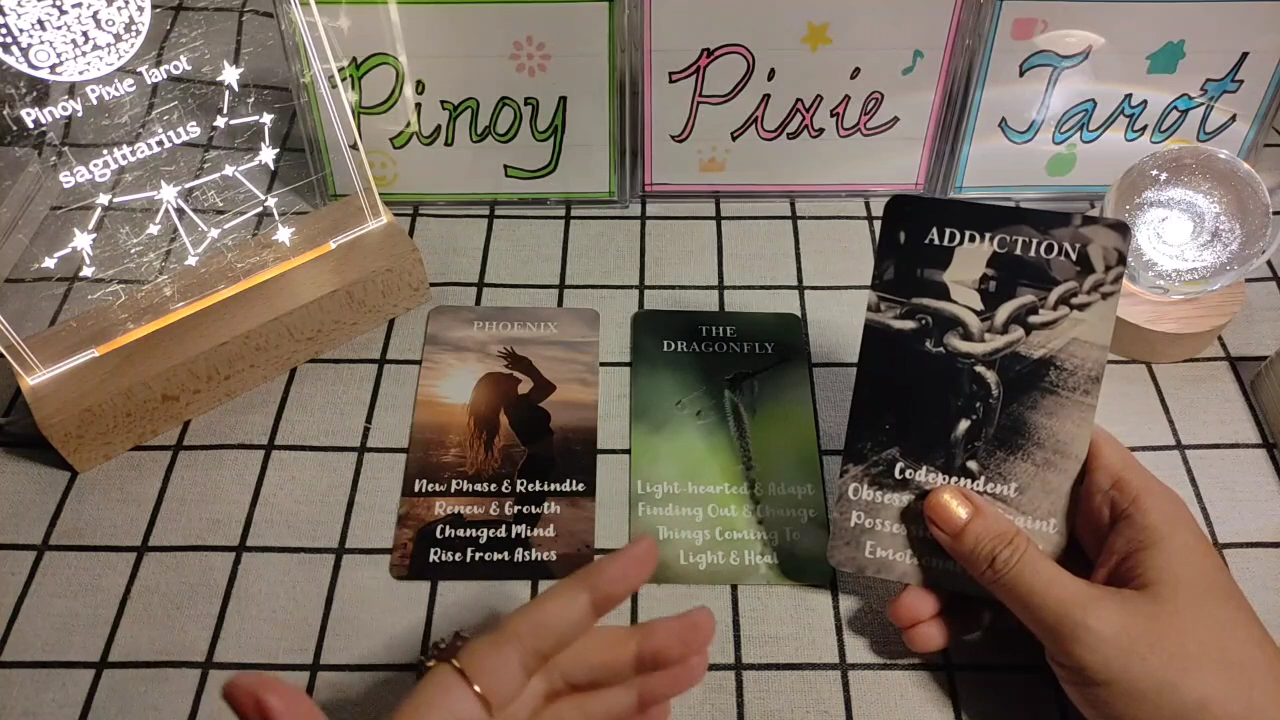 Pinoy Pixie Tarot
sagittarius
Pinoy
Pixie
Tarot
PHOENIX
New Phase & Rekindle
Renew & Growth
Changed Mind
Rise From Ashes
THE
DRAGONFLY
Light-hearted & Adapt
Finding Out & Change
Things Coming To
Light & Heal
ADDICTION
Codependent